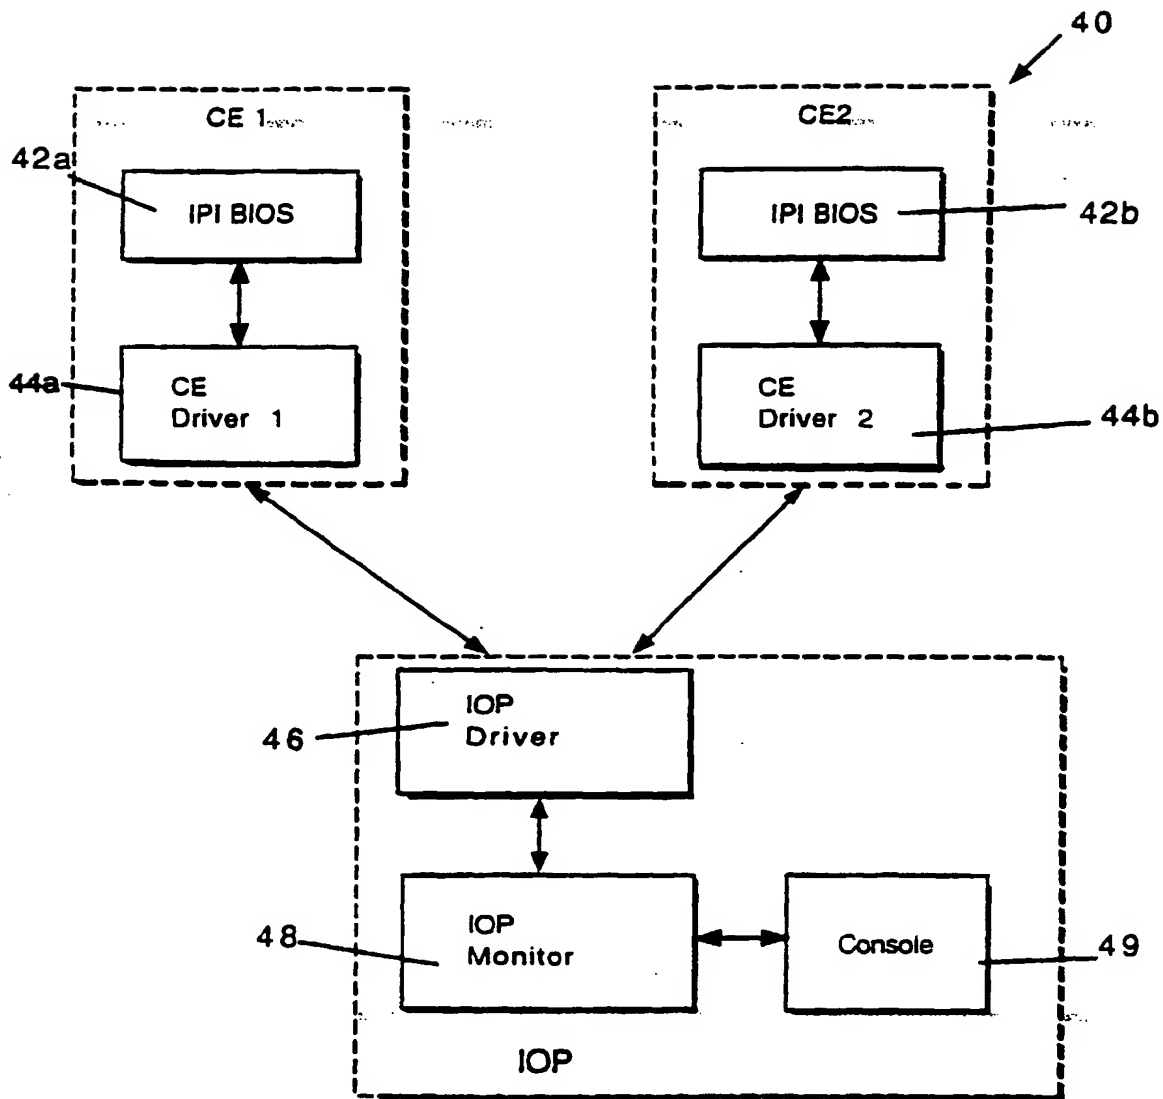 40
CE 1
CE2
42a
IPI BIOS
IPI BIOS
42b
44a
CE
Driver 1
CE
Driver 2
44b
IOP
Driver
46
IOP
Monitor
48
Console
49
IOP